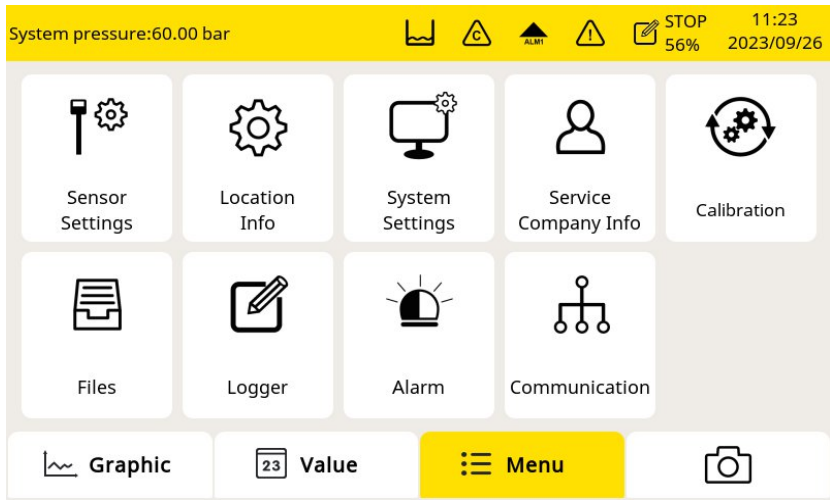 System pressure:60.00 bar
C
ALM1
!
STOP
56%
11:23
2023/09/26
Sensor
Settings
Location
Info
System
Settings
Service
Company Info
Calibration
Files
Logger
Alarm
Communication
Graphic
23
Value
Menu